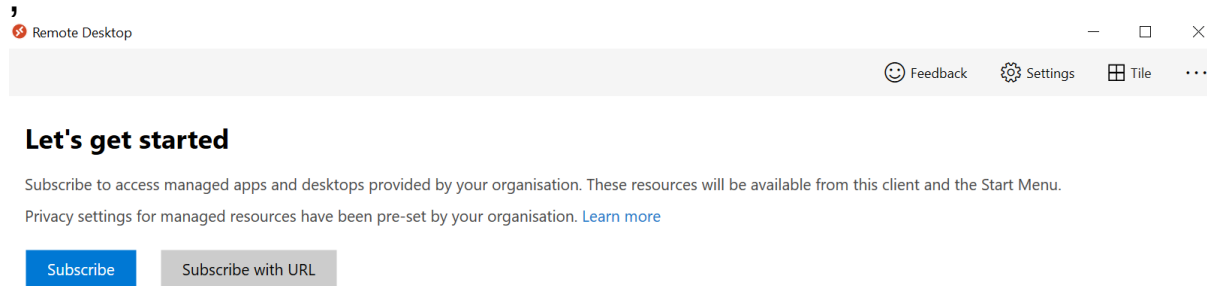 ,
Remote Desktop
Feedback Settings Tile ...
Let's get started
Subscribe to access managed apps and desktops provided by your organisation. These resources will be available from this client and the Start Menu.
Privacy settings for managed resources have been pre-set by your organisation. Learn more
Subscribe Subscribe with URL